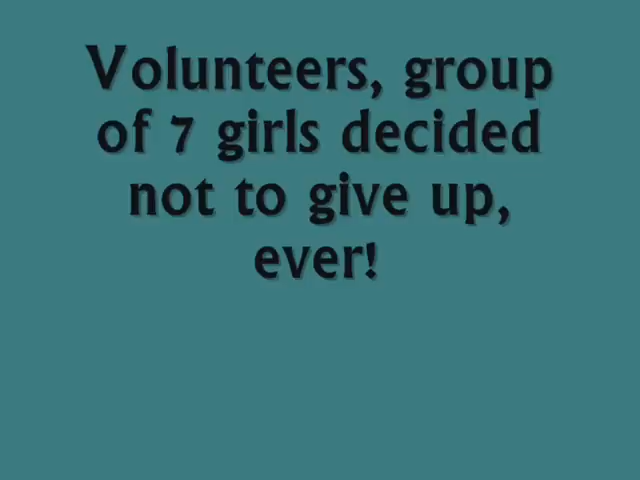 Volunteers, group
of 7 girls decided
not to give up,
ever!